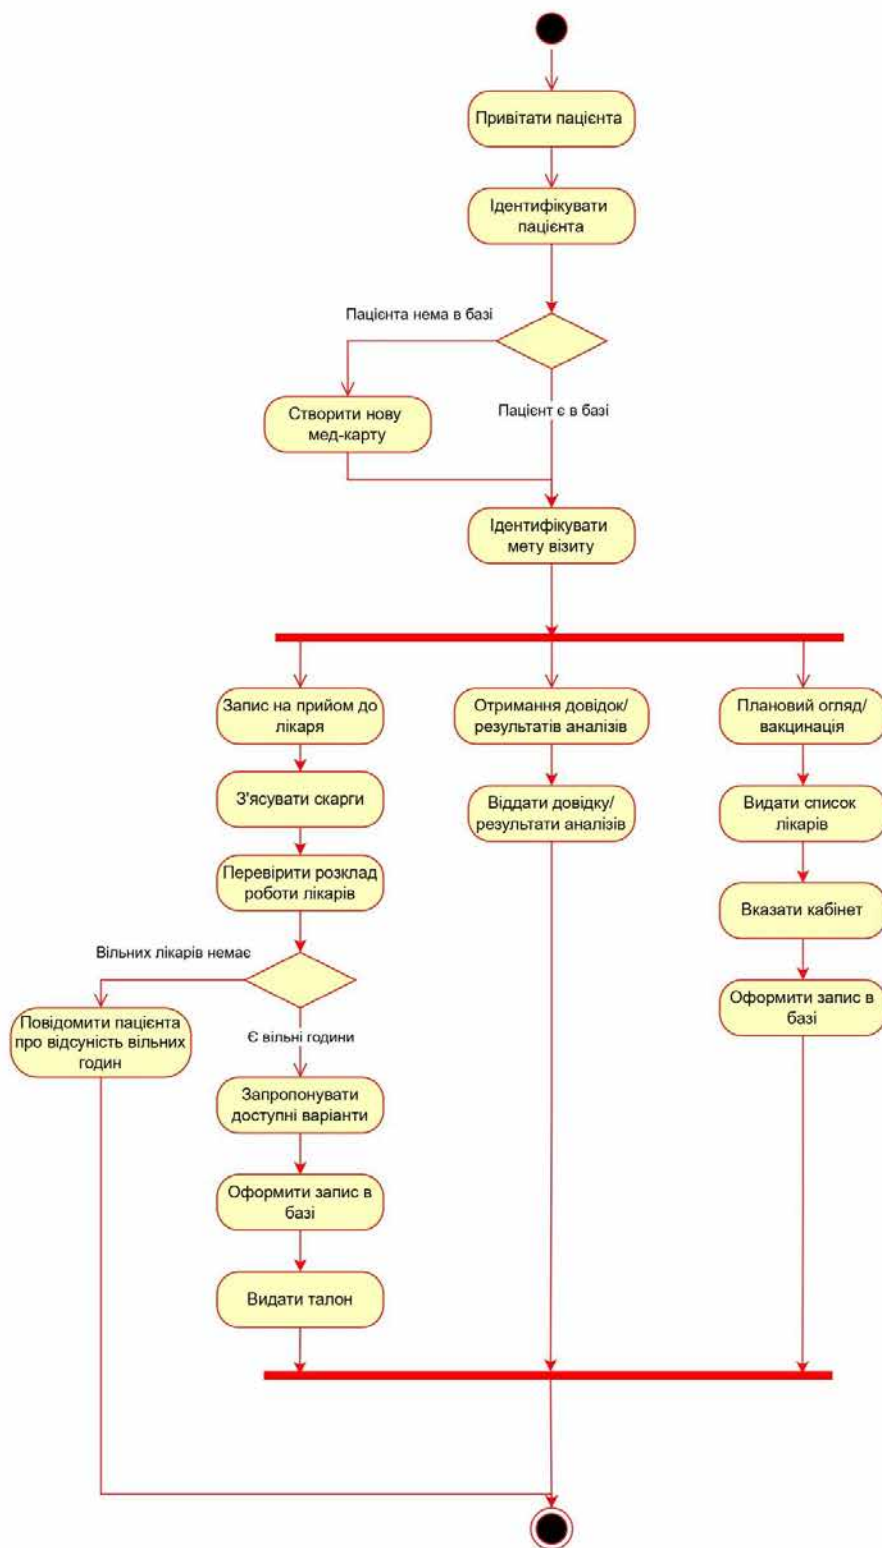 Привітати пацієнта
Ідентифікувати
пацієнта
Пацієнта нема в базі
Створити нову
мед-карту
Пацієнт є в базі
Ідентифікувати
мету візиту
Запис на прийом до
лікаря
Отримання довідок/
результатів аналізів
Плановий огляд/
вакцинація
З'ясувати скарги
Віддати довідку/
результати аналізів
Видати список
лікарів
Перевірити розклад
роботи лікарів
Вказати кабінет
Вільних лікарів немає
Оформити запис в
базі
Повідомити пацієнта
про відсуність вільних
годин
Є вільні години
Запропонувати
доступні варіанти
Оформити запис в
базі
Видати талон